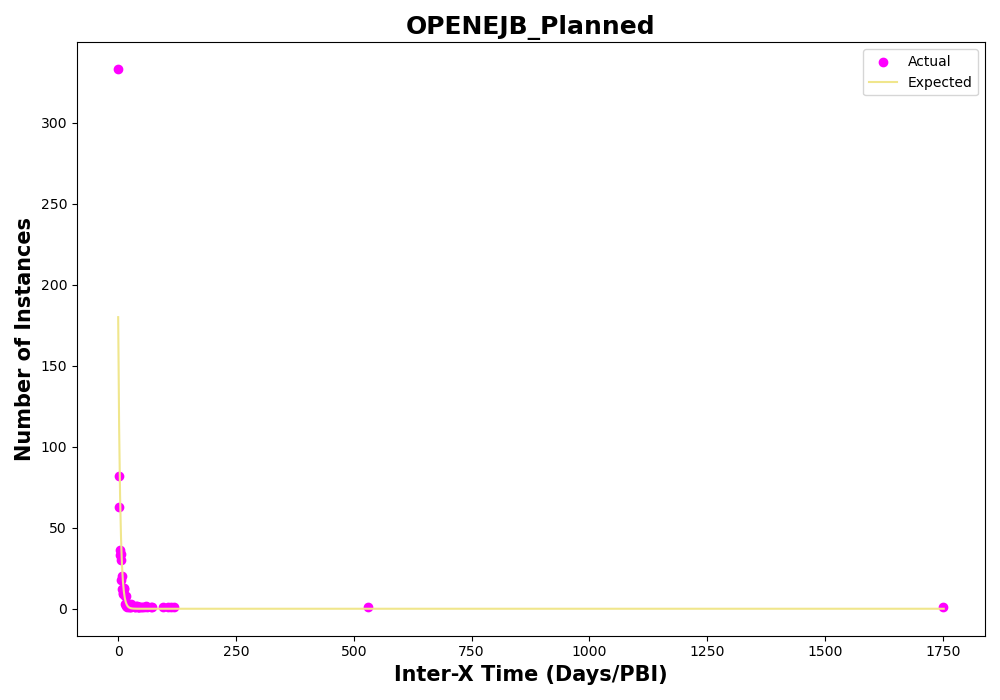 OPENEJB_Planned
Actual
Expected
Number of Instances
300
250
200
150
100
50
0
0 250 500 750 1000 1250 1500 1750
Inter-X Time (Days/PBI)